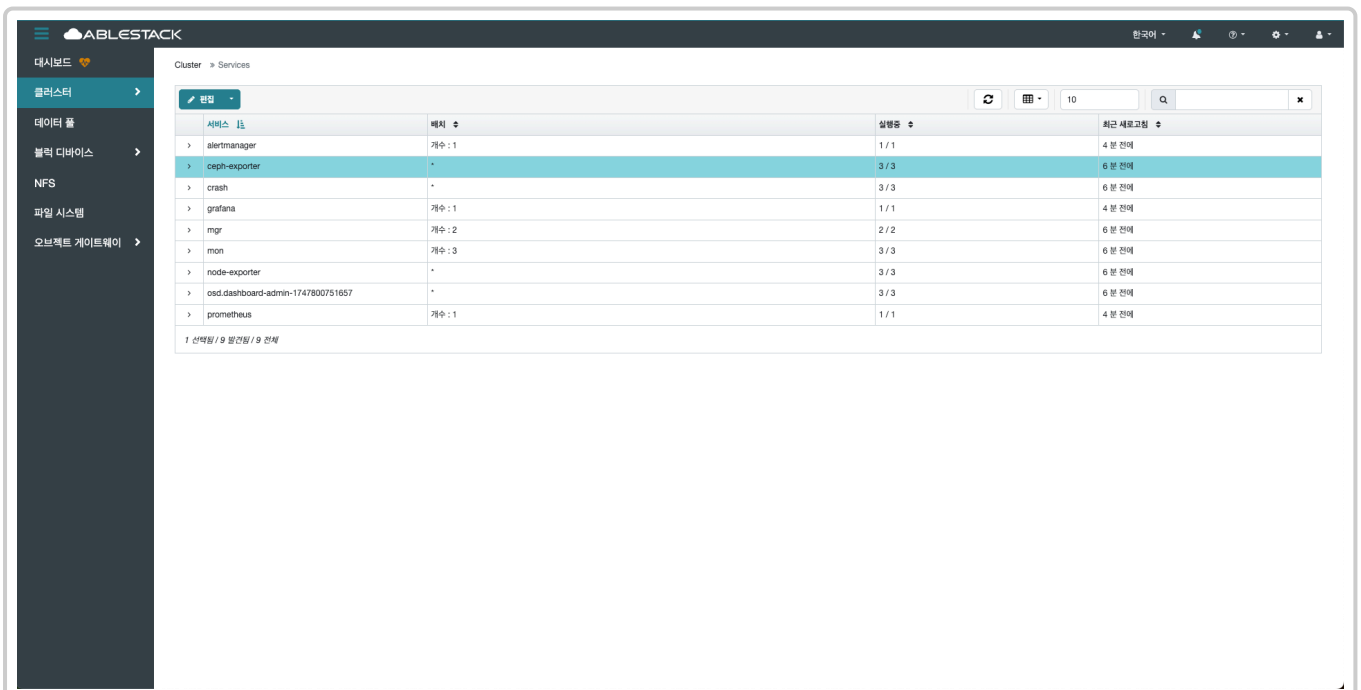 ABLESTACK
한국어
대시보드
클러스터
데이터 풀
블럭 디바이스
NFS
파일 시스템
오브젝트 게이트웨이
Cluster » Services
편집
10
서비스 배치 실행중 최근 새로고침
alertmanager 개수 : 1 1 / 1 4 분 전에
ceph-exporter * 3 / 3 6 분 전에
crash * 3 / 3 6 분 전에
grafana 개수 : 1 1 / 1 4 분 전에
mgr 개수 : 2 2 / 2 6 분 전에
mon 개수 : 3 3 / 3 6 분 전에
node-exporter * 3 / 3 6 분 전에
osd.dashboard-admin-1747800751657 * 3 / 3 6 분 전에
prometheus 개수 : 1 1 / 1 4 분 전에
1 선택됨 / 9 발견됨 / 9 전체